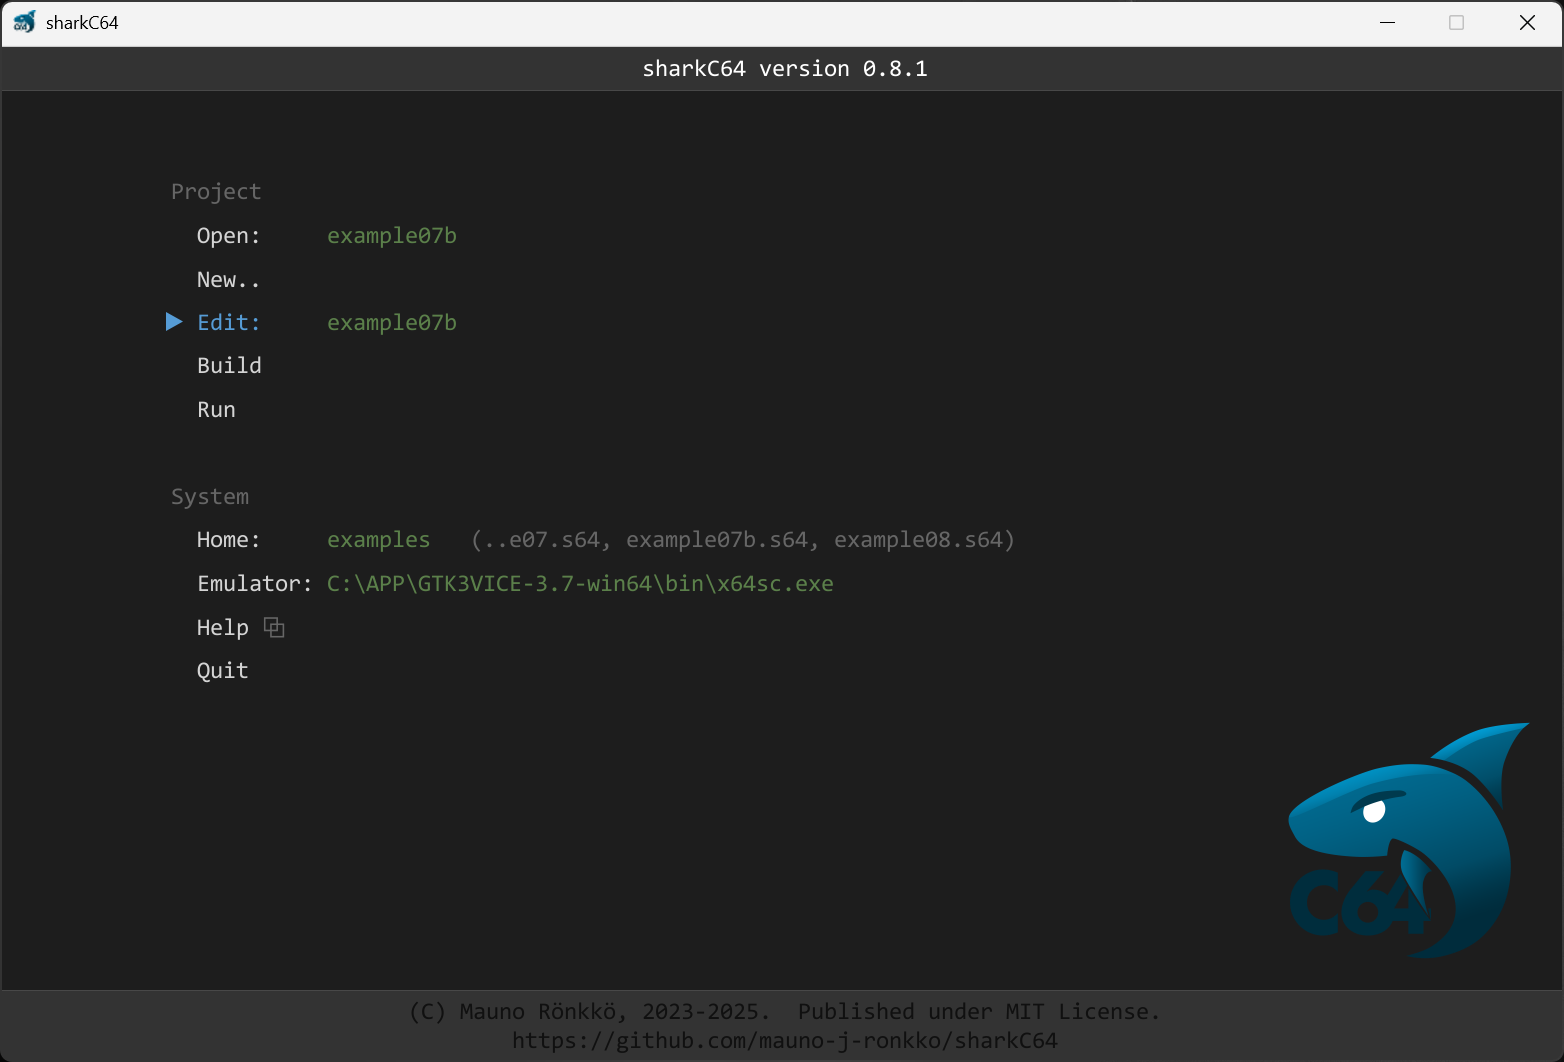 sharkC64
sharkC64 version 0.8.1
Project
Open: example07b
New..
Edit: example07b
Build
Run
System
Home: examples (..e07.s64, example07b.s64, example08.s64)
Emulator: C:\APP\GTK3VICE-3.7-win64\bin\x64sc.exe
Help
Quit
C64
(C) Mauno Rönkkö, 2023-2025. Published under MIT License.
https://github.com/mauno-j-ronkko/sharkC64